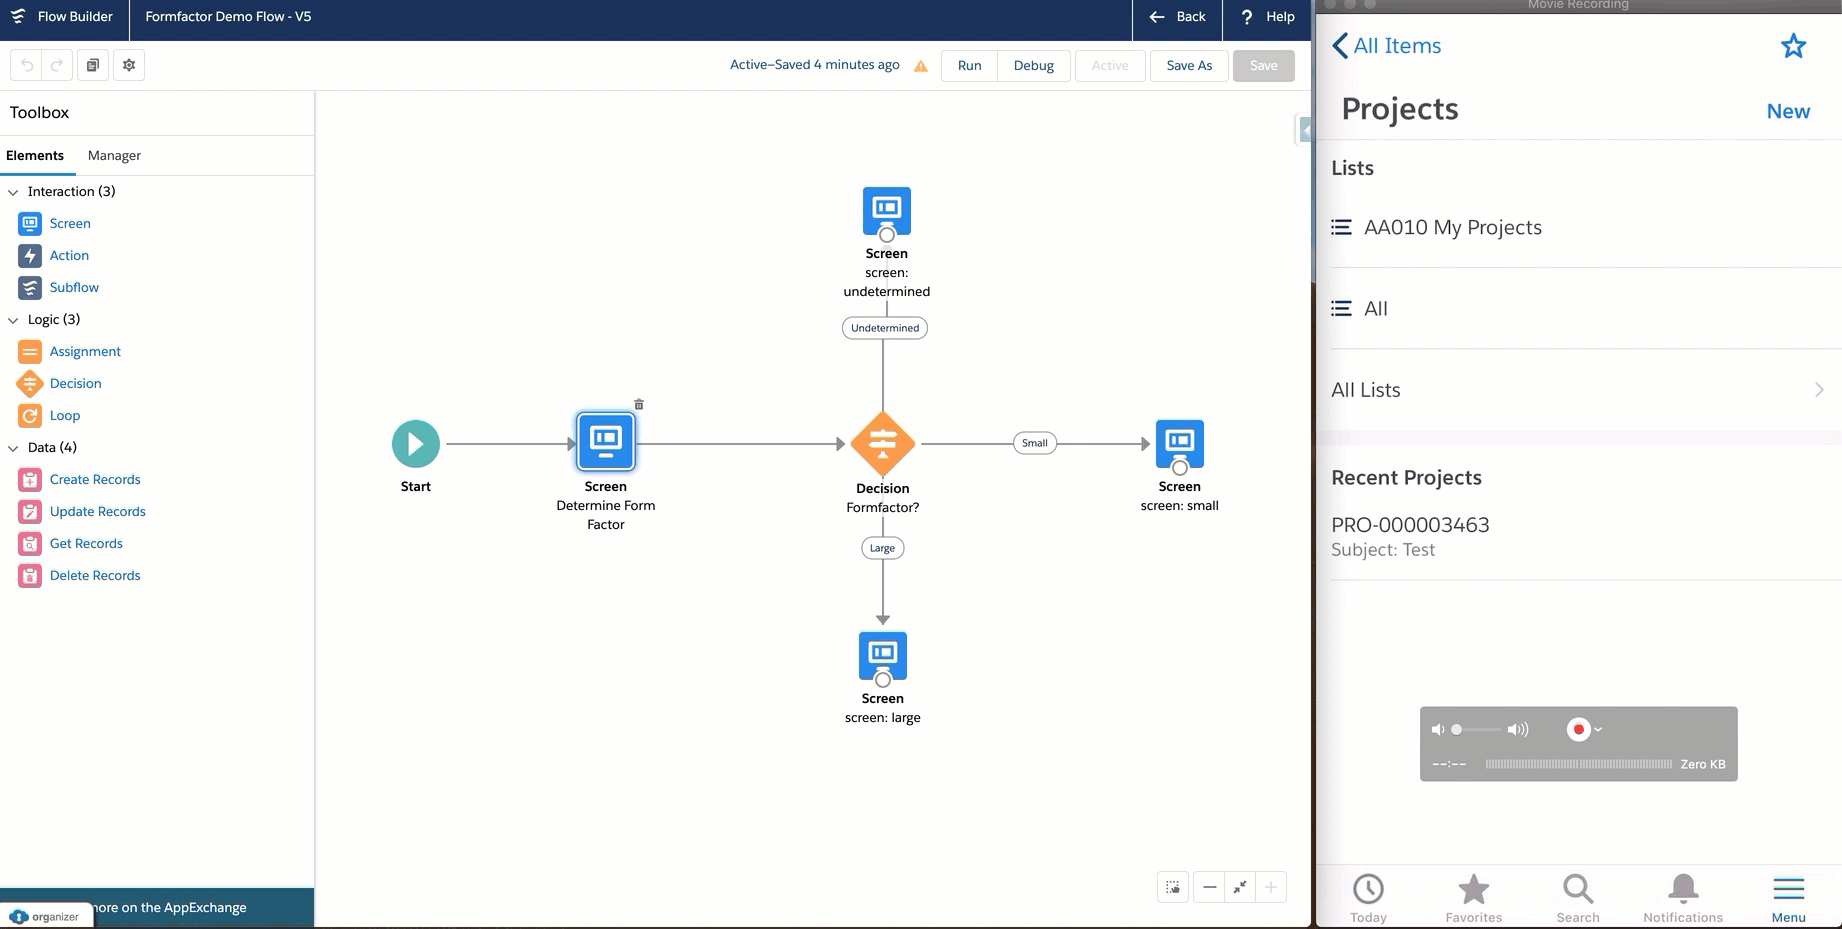 Flow Builder
Formfactor Demo Flow - V5
Back
? Help
Active–Saved 4 minutes ago
Run
Debug
Active
Save As
Save
Toolbox
Elements
Manager
Interaction (3)
Screen
Action
Subflow
Logic (3)
Assignment
Decision
Loop
Data (4)
Create Records
Update Records
Get Records
Delete Records
more on the AppExchange
organizer
Screen
screen:
undetermined
Undetermined
Start
Screen
Determine Form
Factor
Decision
Formfactor?
Small
Screen
screen: small
Large
Screen
screen: large
Movie Recording
All Items
Projects
New
Lists
AA010 My Projects
All
All Lists
Recent Projects
PRO-000003463
Subject: Test
--:--
Zero KB
Today
Favorites
Search
Notifications
Menu